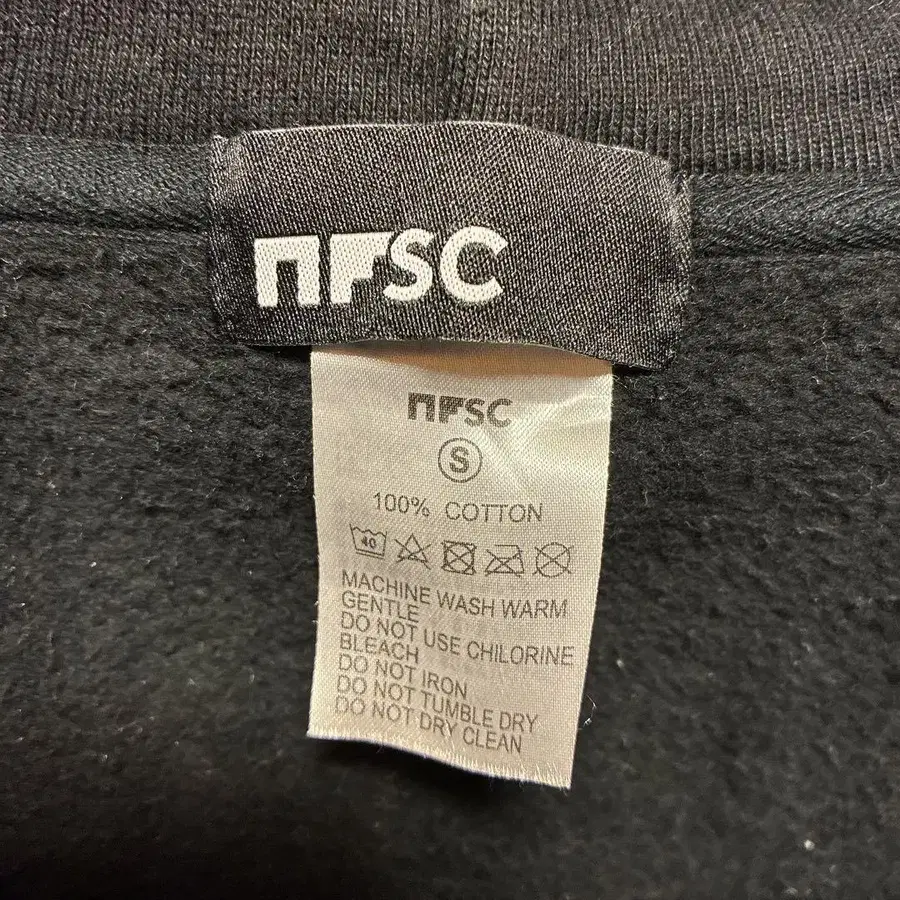 NFSC
NFSC
S
100% COTTON
40
MACHINE WASH WARM
GENTLE
DO NOT USE CHILORINE
BLEACH
DO NOT IRON
DO NOT TUMBLE DRY
DO NOT DRY CLEAN